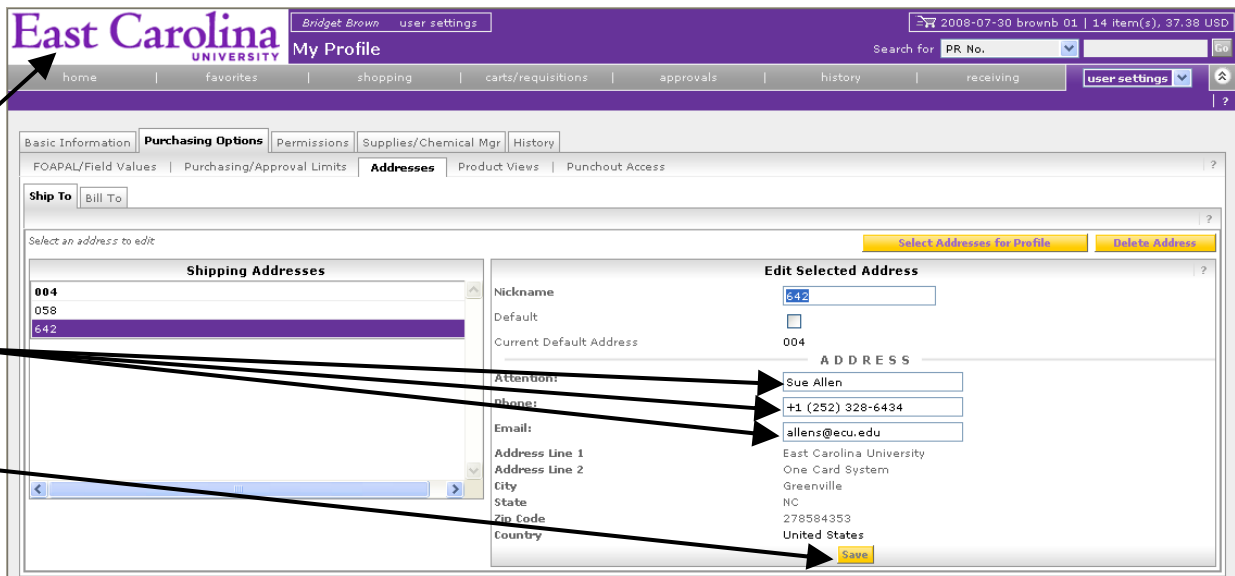 East Carolina
UNIVERSITY
Bridget Brown user settings
2008-07-30 brownb 01 | 14 item(s), 37.38 USD
My Profile
Search for PR No. Go
home | favorites | shopping | carts/requisitions | approvals | history | receiving user settings
?
Basic Information Purchasing Options Permissions Supplies/Chemical Mgr History
FOAPAL/Field Values | Purchasing/Approval Limits Addresses Product Views | Punchout Access ?
Ship To Bill To
?
Select an address to edit
Select Addresses for Profile Delete Address
Shipping Addresses
004
058
642
Edit Selected Address ?
Nickname 642
Default
Current Default Address 004
ADDRESS
Attention: Sue Allen
Phone: +1 (252) 328-6434
Email: allens@ecu.edu
Address Line 1 East Carolina University
Address Line 2 One Card System
City Greenville
State NC
Zip Code 278584353
Country United States
Save